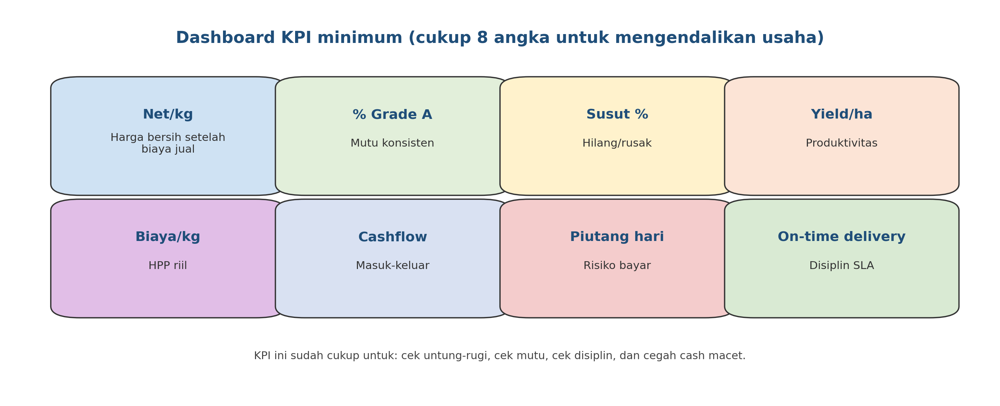 Dashboard KPI minimum (cukup 8 angka untuk mengendalikan usaha)
Net/kg
Harga bersih setelah
biaya jual
% Grade A
Mutu konsisten
Susut %
Hilang/rusak
Yield/ha
Produktivitas
Biaya/kg
HPP riil
Cashflow
Masuk-keluar
Piutang hari
Risiko bayar
On-time delivery
Disiplin SLA
KPI ini sudah cukup untuk: cek untung-rugi, cek mutu, cek disiplin, dan cegah cash macet.